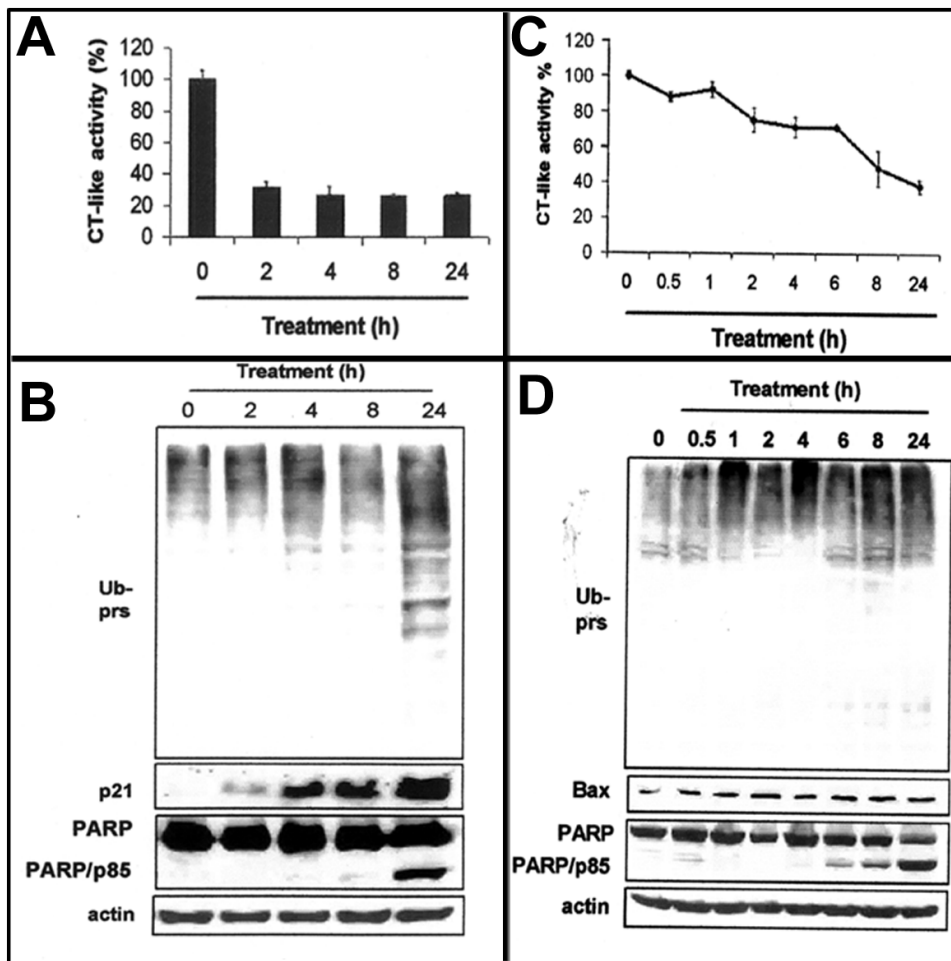 A
CT-like activity (%)
120
100
80
60
40
20
0
0 2 4 8 24
Treatment (h)
C
CT-like activity %
120
100
80
60
40
20
0
0 0.5 1 2 4 6 8 24
Treatment (h)
B
Treatment (h)
0 2 4 8 24
Ub-
prs
p21
PARP
PARP/p85
actin
D
Treatment (h)
0 0.5 1 2 4 6 8 24
Ub-
prs
Bax
PARP
PARP/p85
actin